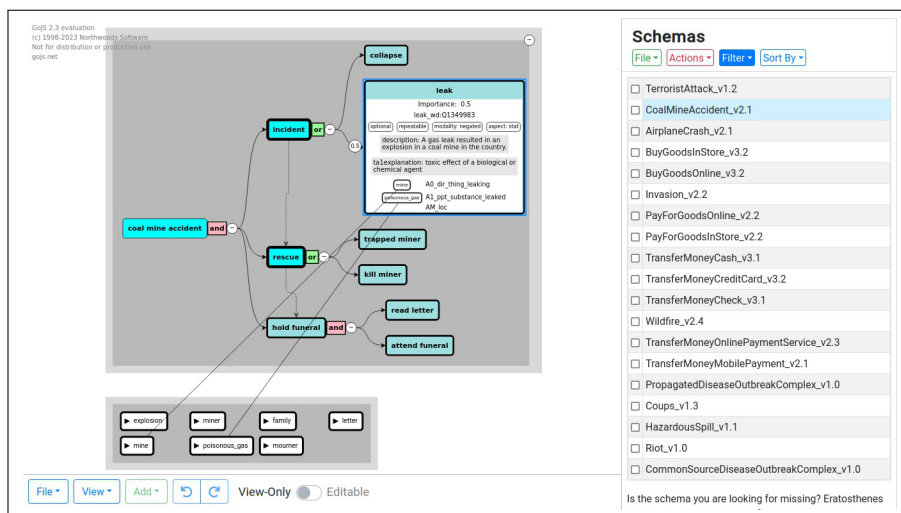 GoJS 2.3 evaluation
(c) 1998-2023 Northwoods Software
Not for distribution or production use
gojs.net
collapse
leak
Importance: 0.5
leak_wd:Q1349983
optional repeatable modality: negated aspect: stat
description: A gas leak resulted in an
explosion in a coal mine in the country.
ta1explanation: toxic effect of a biological or
chemical agent
mine A0_dir_thing_leaking
poisonous_gas A1_ppt_substance_leaked
AM_loc
incident or
0.5
coal mine accident and
trapped miner
rescue or
kill miner
read letter
hold funeral and
attend funeral
explosion miner family letter
mine poisonous_gas mourner
File View Add View-Only Editable
Schemas
File Actions Filter Sort By
TerroristAttack_v1.2
CoalMineAccident_v2.1
AirplaneCrash_v2.1
BuyGoodsInStore_v3.2
BuyGoodsOnline_v3.2
Invasion_v2.2
PayForGoodsOnline_v2.2
PayForGoodsInStore_v2.2
TransferMoneyCash_v3.1
TransferMoneyCreditCard_v3.2
TransferMoneyCheck_v3.1
Wildfire_v2.4
TransferMoneyOnlinePaymentService_v2.3
TransferMoneyMobilePayment_v2.1
PropagatedDiseaseOutbreakComplex_v1.0
Coups_v1.3
HazardousSpill_v1.1
Riot_v1.0
CommonSourceDiseaseOutbreakComplex_v1.0
Is the schema you are looking for missing? Eratosthenes